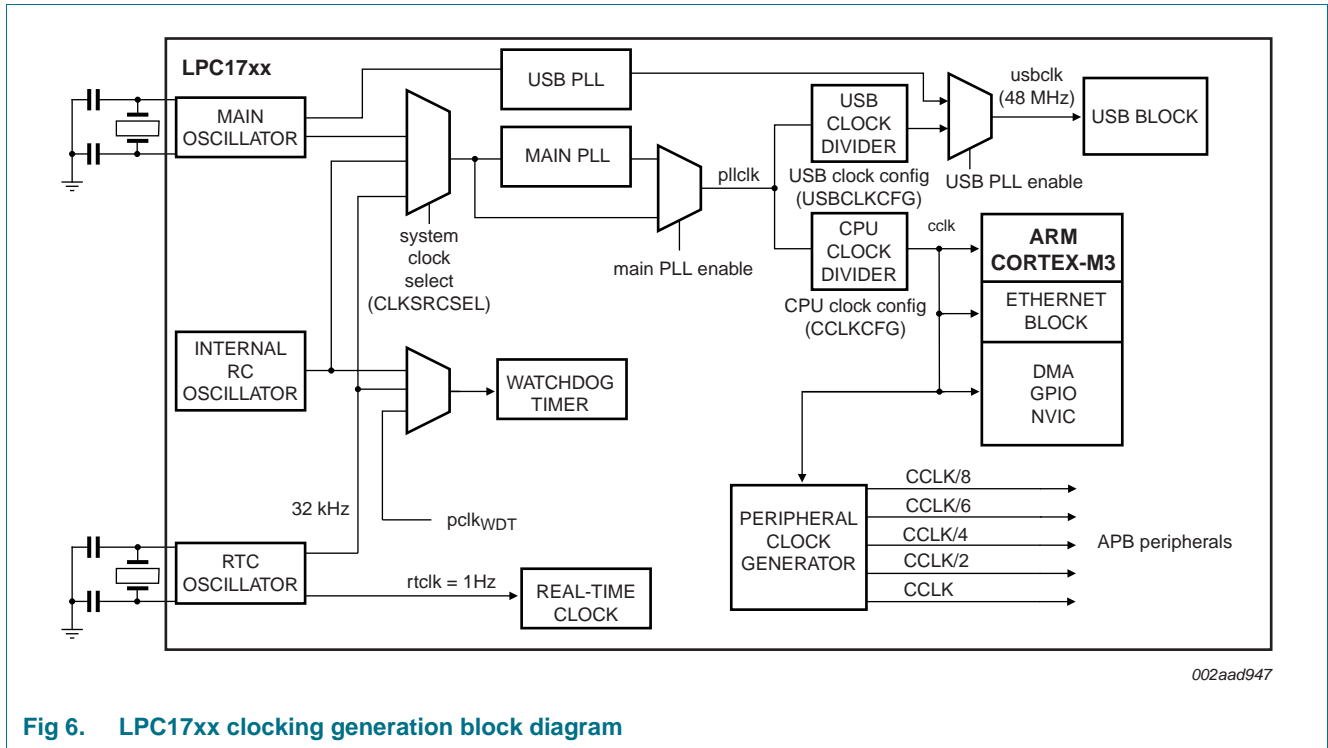 LPC17xx
MAIN
OSCILLATOR
USB PLL
MAIN PLL
system
clock
select
(CLKSRCSEL)
main PLL enable
pllclk
USB
CLOCK
DIVIDER
USB clock config
(USBCLKCFG)
usbclk
(48 MHz)
USB BLOCK
USB PLL enable
CPU
CLOCK
DIVIDER
CPU clock config
(CCLKCFG)
cclk
ARM
CORTEX-M3
ETHERNET
BLOCK
DMA
GPIO
NVIC
INTERNAL
RC
OSCILLATOR
WATCHDOG
TIMER
32 kHz
pclkWDT
RTC
OSCILLATOR
rtclk = 1Hz
REAL-TIME
CLOCK
PERIPHERAL
CLOCK
GENERATOR
CCLK/8
CCLK/6
CCLK/4
CCLK/2
CCLK
APB peripherals
002aad947
Fig 6. LPC17xx clocking generation block diagram